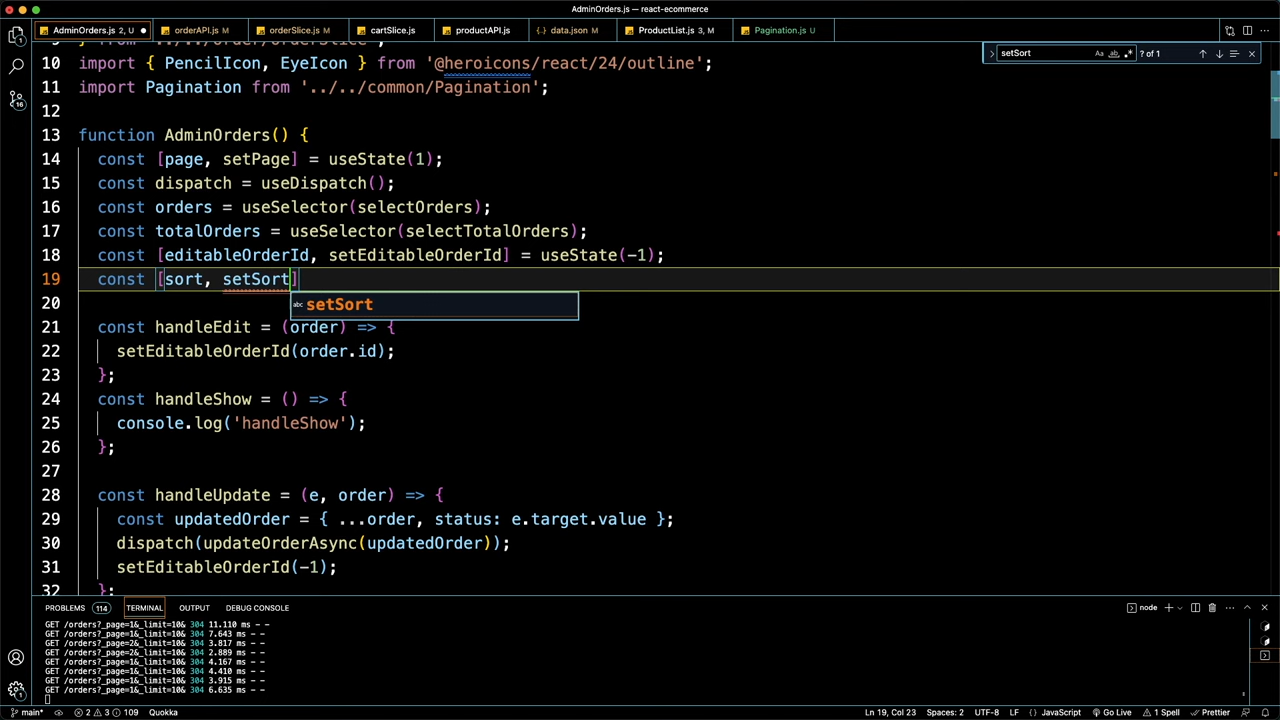 AdminOrders.js — react-ecommerce
AdminOrders.js 2, U orderAPI.js M orderSlice.js M cartSlice.js productAPI.js data.json M ProductList.js 3, M Pagination.js U
setSort ? of 1
10 import { PencilIcon, EyeIcon } from '@heroicons/react/24/outline';
11 import Pagination from '../../common/Pagination';
12
13 function AdminOrders() {
14 const [page, setPage] = useState(1);
15 const dispatch = useDispatch();
16 const orders = useSelector(selectOrders);
17 const totalOrders = useSelector(selectTotalOrders);
18 const [editableOrderId, setEditableOrderId] = useState(-1);
19 const [sort, setSort]
abc setSort
20
21 const handleEdit = (order) => {
22 setEditableOrderId(order.id);
23 };
24 const handleShow = () => {
25 console.log('handleShow');
26 };
27
28 const handleUpdate = (e, order) => {
29 const updatedOrder = { ...order, status: e.target.value };
30 dispatch(updateOrderAsync(updatedOrder));
31 setEditableOrderId(-1);
32 };
PROBLEMS 114 TERMINAL OUTPUT DEBUG CONSOLE node
GET /orders?_page=1&_limit=10& 304 11.110 ms - -
GET /orders?_page=1&_limit=10& 304 7.643 ms - -
GET /orders?_page=2&_limit=10& 304 3.817 ms - -
GET /orders?_page=2&_limit=10& 304 2.889 ms - -
GET /orders?_page=1&_limit=10& 304 4.167 ms - -
GET /orders?_page=1&_limit=10& 304 4.410 ms - -
GET /orders?_page=1&_limit=10& 304 3.915 ms - -
GET /orders?_page=1&_limit=10& 304 6.635 ms - -
main* 2 3 109 Quokka Ln 19, Col 23 Spaces: 2 UTF-8 LF JavaScript Go Live 1 Spell Prettier